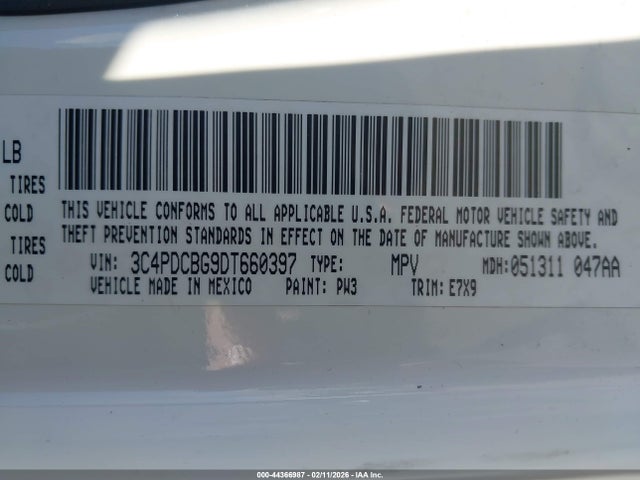 LB
TIRES
COLD THIS VEHICLE CONFORMS TO ALL APPLICABLE U.S.A. FEDERAL MOTOR VEHICLE SAFETY AND
TIRES THEFT PREVENTION STANDARDS IN EFFECT ON THE DATE OF MANUFACTURE SHOWN ABOVE.
COLD VIN: 3C4PDCBG9DT660397 TYPE: MPV MDH:051311 047AA
VEHICLE MADE IN MEXICO PAINT: PW3 TRIM: E7X9
000-44366987 - 02/11/2026 - IAA Inc.